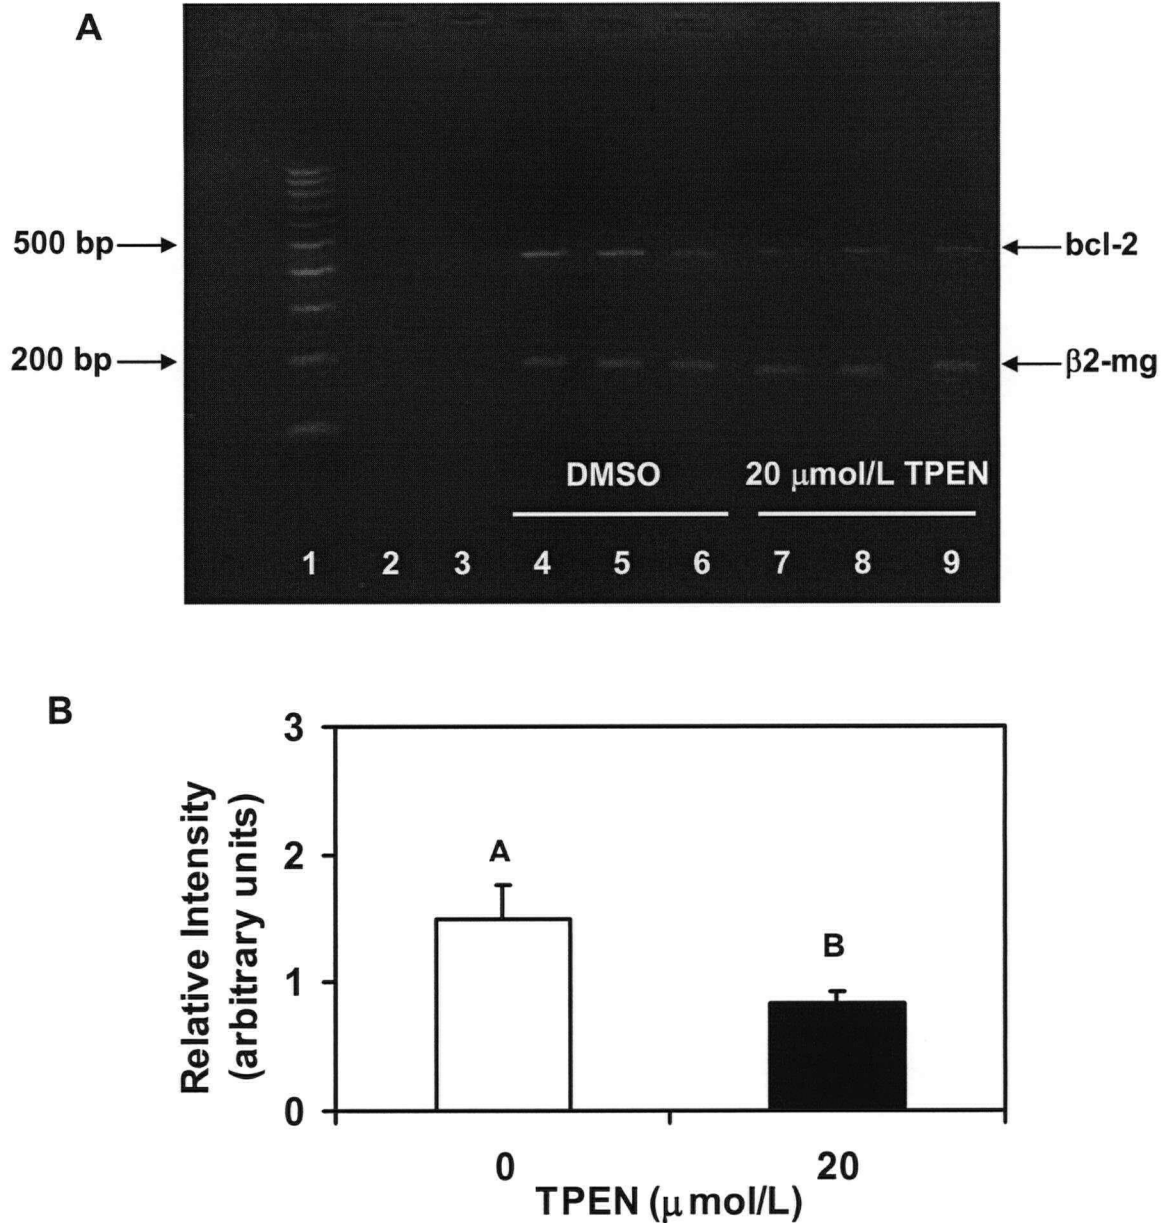 A
500 bp
bcl-2
200 bp
β2-mg
DMSO 20 μmol/L TPEN
1 2 3 4 5 6 7 8 9
B
3
2
1
0
Relative Intensity
(arbitrary units)
A
B
0 20
TPEN (μ mol/L)